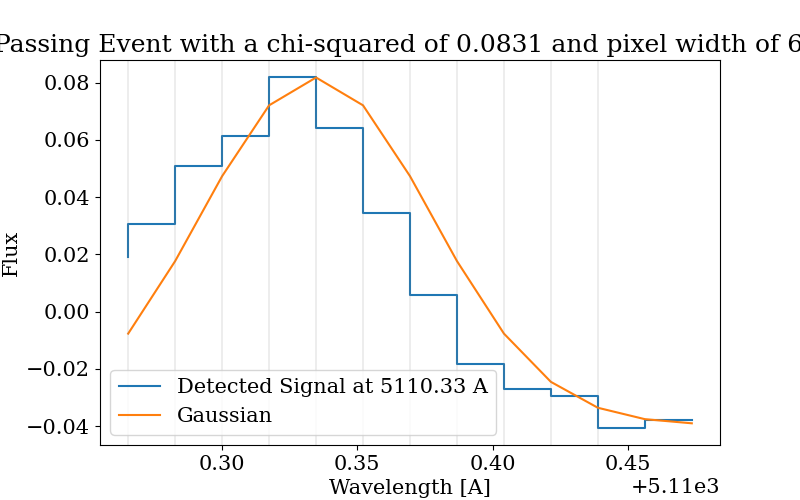 Passing Event with a chi-squared of 0.0831 and pixel width of 6
0.08
0.06
0.04
0.02
0.00
−0.02
−0.04
Flux
Detected Signal at 5110.33 A
Gaussian
0.30 0.35 0.40 0.45
+5.11e3
Wavelength [A]